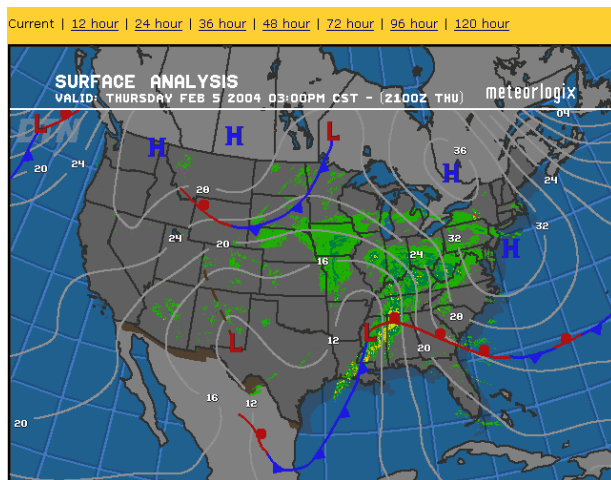 Current | 12 hour | 24 hour | 36 hour | 48 hour | 72 hour | 96 hour | 120 hour
SURFACE ANALYSIS
VALID: THURSDAY FEB 5 2004 03:00PM CST - (2100Z THU)
meteorlogix
04
L
L
H
H
36
20
24
H
24
20
24
20
32
32
H
16
24
28
L
12
L
20
16
12
20